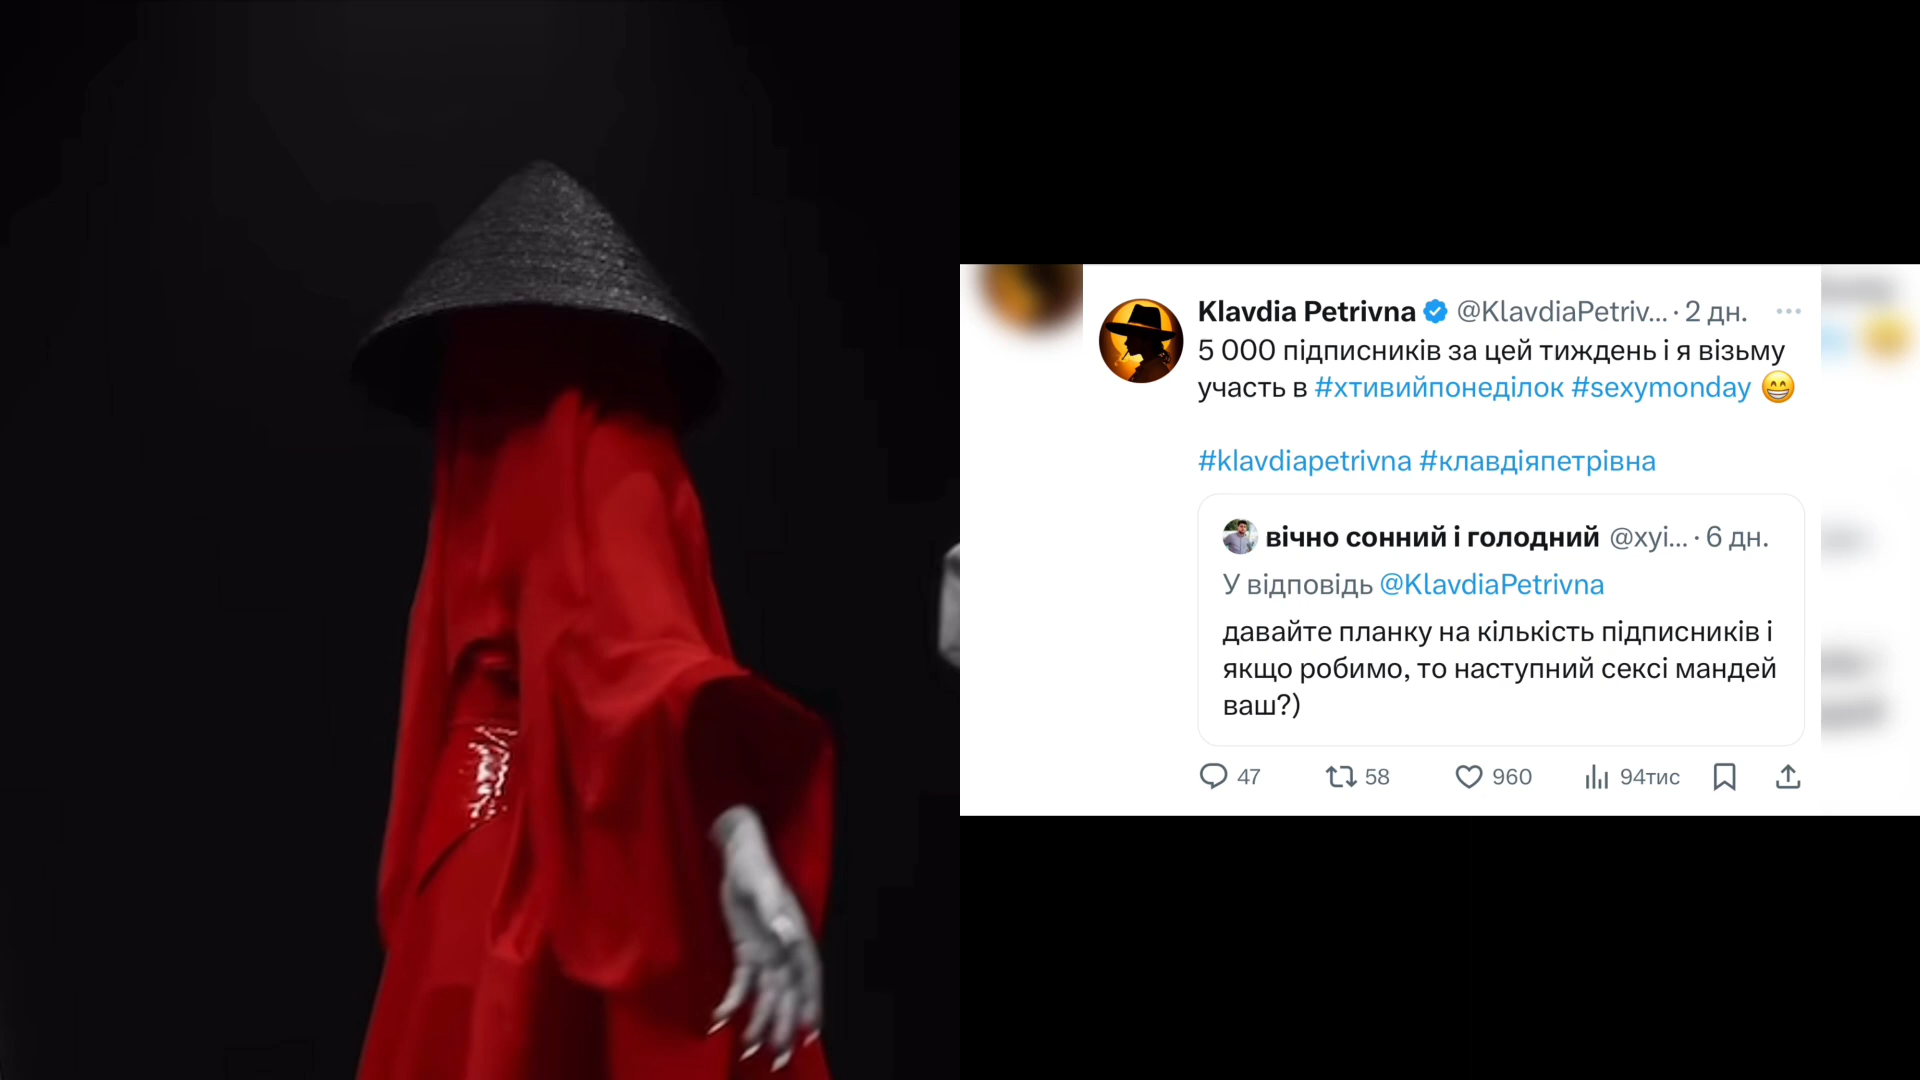 Klavdia Petrivna @KlavdiaPetriv... · 2 дн.
5 000 підписників за цей тиждень і я візьму
участь в #хтивийпонеділок #sexymonday 😁
#klavdiapetrivna #клавдіяпетрівна
вічно сонний і голодний @xyi... · 6 дн.
У відповідь @KlavdiaPetrivna
давайте планку на кількість підписників і
якщо робимо, то наступний сексі мандей
ваш?)
47 58 960 94тис